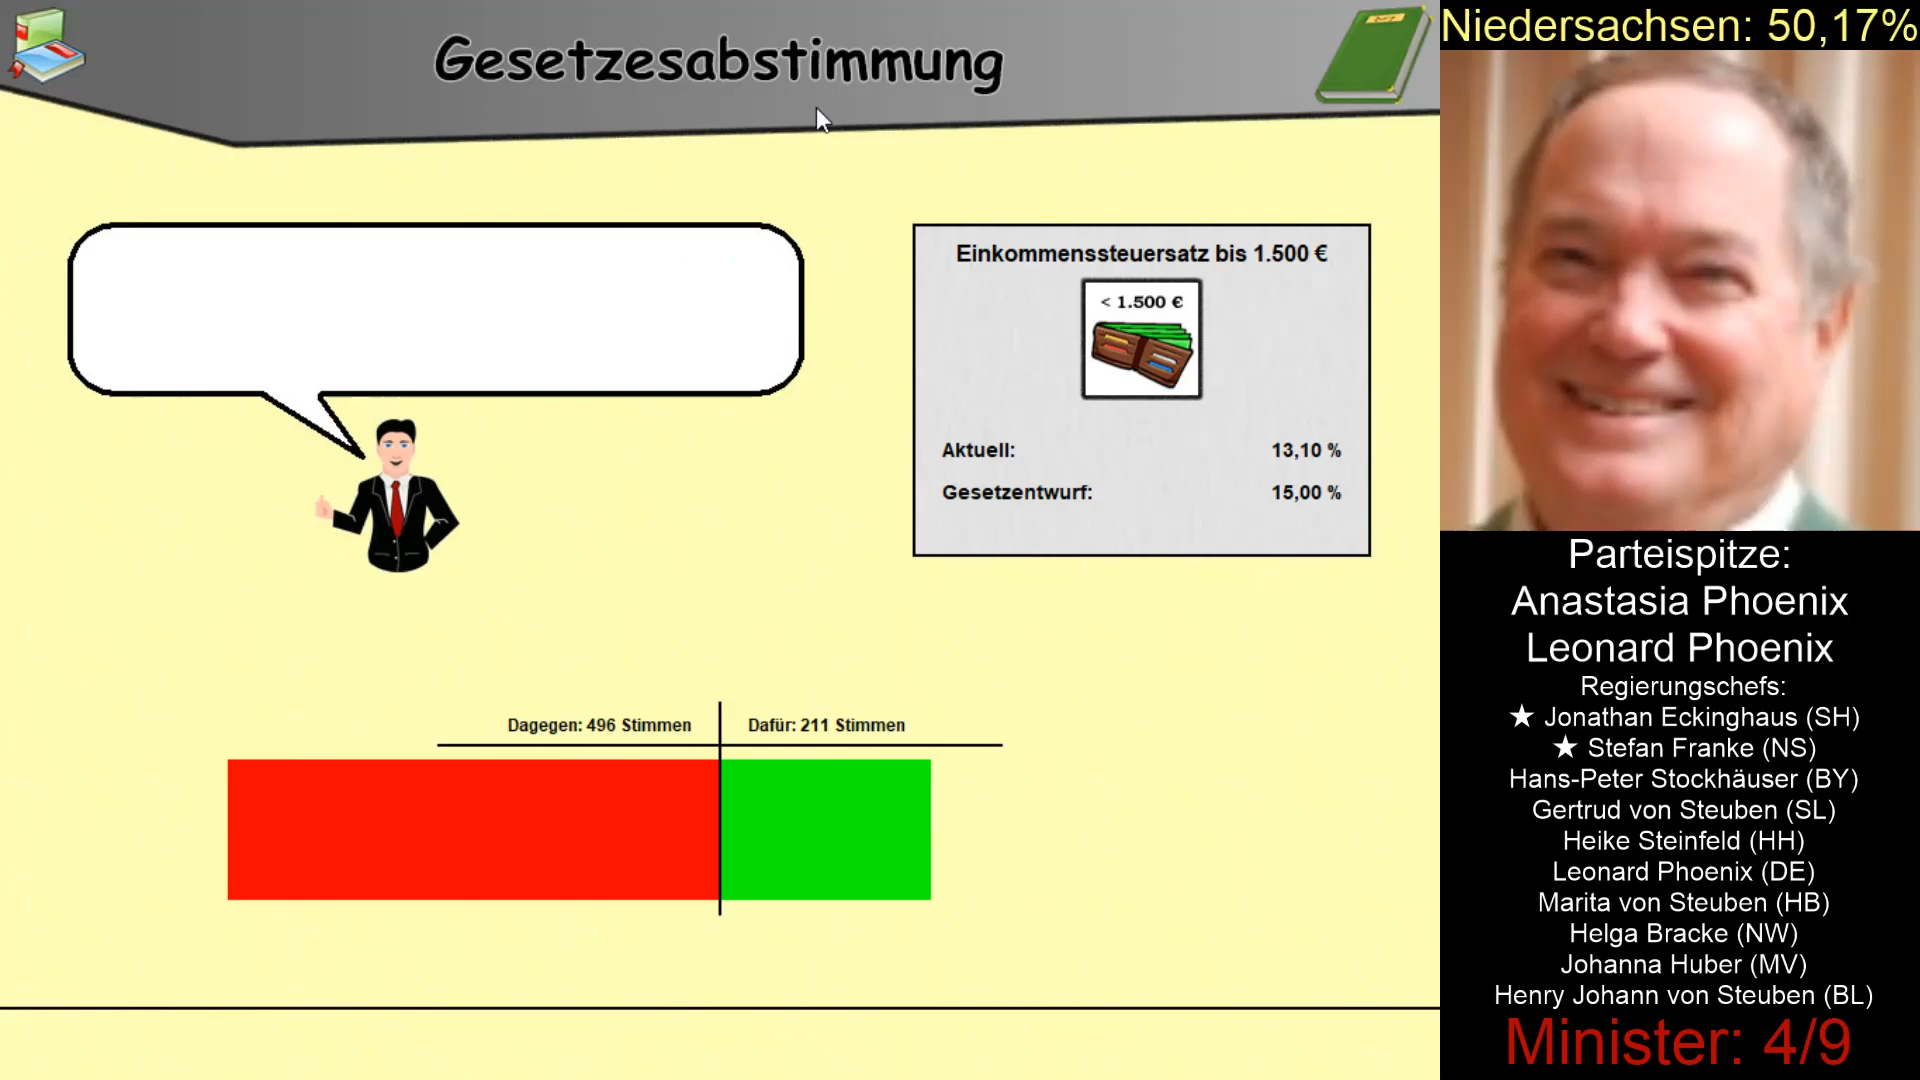 Gesetzesabstimmung
Einkommenssteuersatz bis 1.500 €
< 1.500 €
Aktuell: 13,10 %
Gesetzentwurf: 15,00 %
Dagegen: 496 Stimmen
Dafür: 211 Stimmen
Niedersachsen: 50,17%
Parteispitze:
Anastasia Phoenix
Leonard Phoenix
Regierungschefs:
★ Jonathan Eckinghaus (SH)
★ Stefan Franke (NS)
Hans-Peter Stockhäuser (BY)
Gertrud von Steuben (SL)
Heike Steinfeld (HH)
Leonard Phoenix (DE)
Marita von Steuben (HB)
Helga Bracke (NW)
Johanna Huber (MV)
Henry Johann von Steuben (BL)
Minister: 4/9